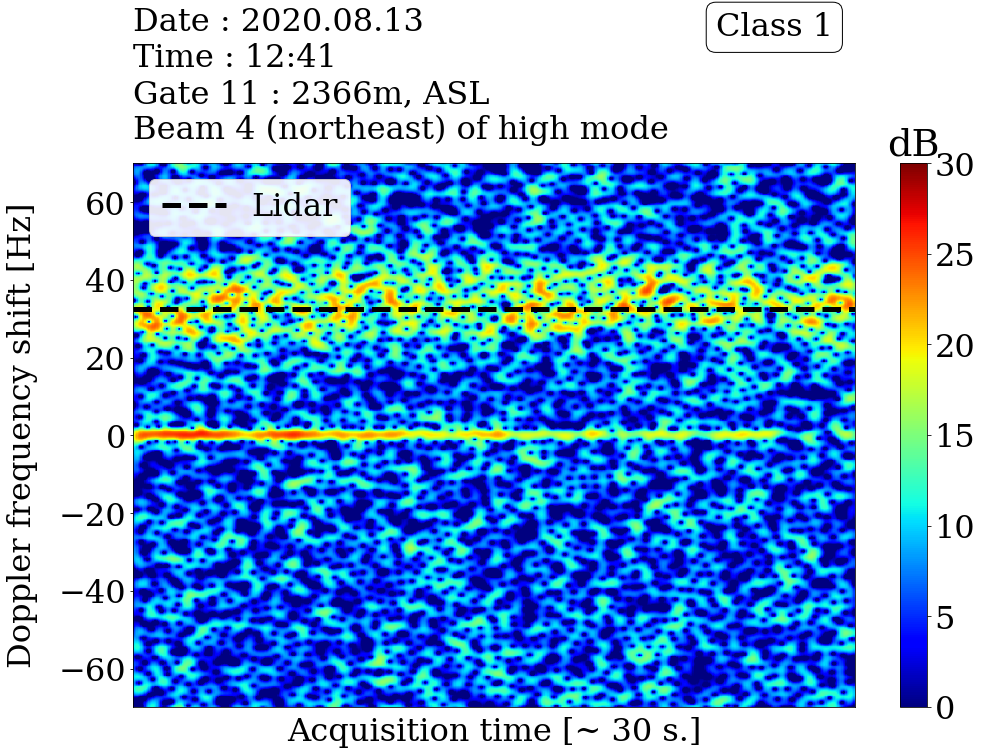 Date : 2020.08.13
Time : 12:41
Gate 11 : 2366m, ASL
Beam 4 (northeast) of high mode
Class 1
dB
Lidar
Doppler frequency shift [Hz]
60
40
20
0
−20
−40
−60
30
25
20
15
10
5
0
Acquisition time [~ 30 s.]